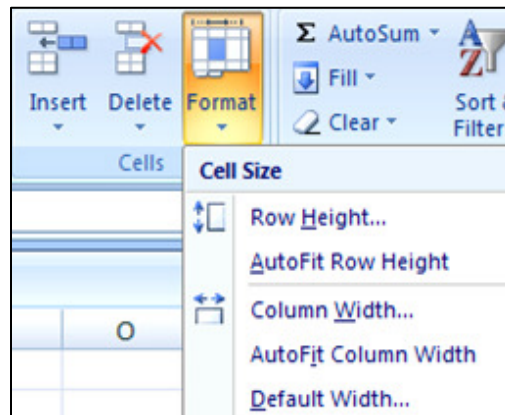 Insert Delete Format
Σ AutoSum
Fill
Clear
AZ
Sort &
Filter
Cells
Cell Size
Row Height...
AutoFit Row Height
Column Width...
AutoFit Column Width
Default Width...
O